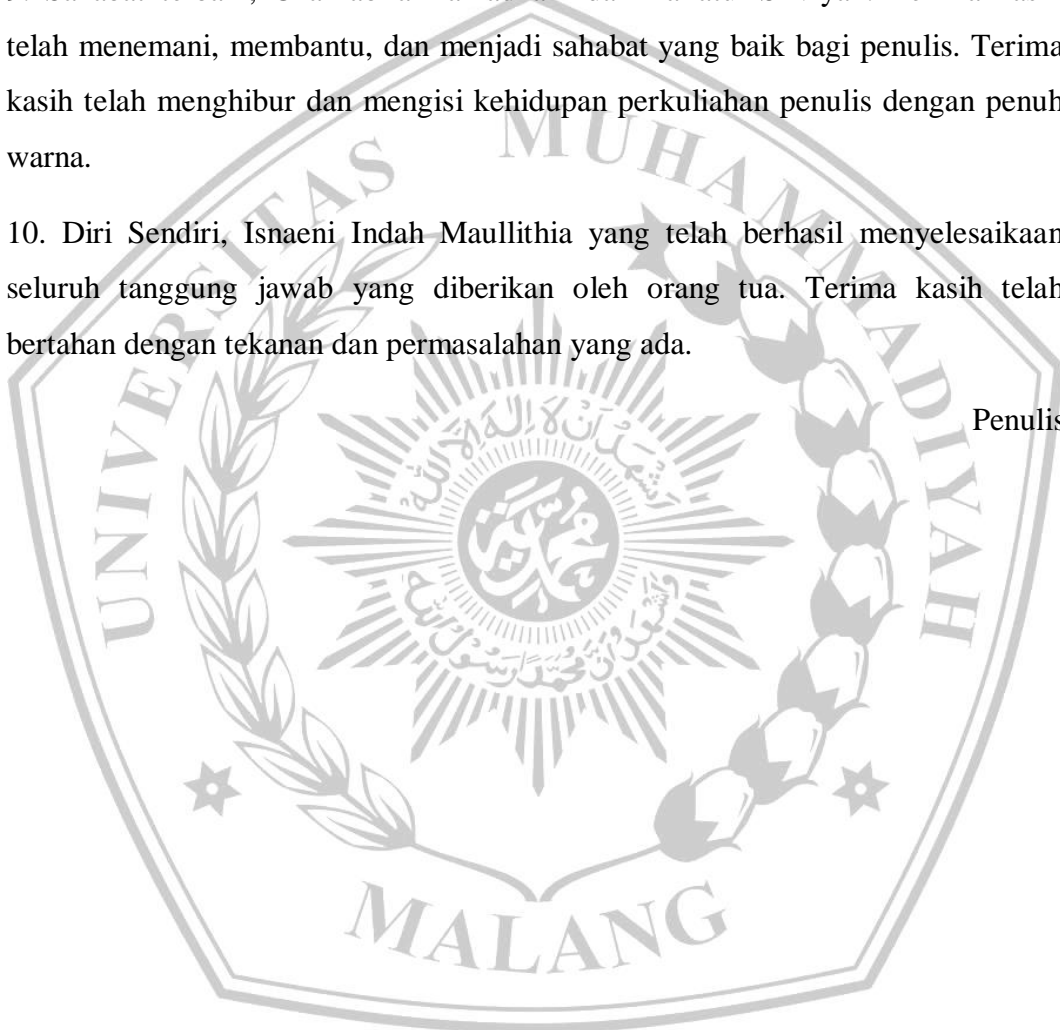 telah menemani, membantu, dan menjadi sahabat yang baik bagi penulis. Terima
kasih telah menghibur dan mengisi kehidupan perkuliahan penulis dengan penuh
warna.
10. Diri Sendiri, Isnaeni Indah Maullithia yang telah berhasil menyelesaikaan
seluruh tanggung jawab yang diberikan oleh orang tua. Terima kasih telah
bertahan dengan tekanan dan permasalahan yang ada.
Penulis
UNIVERSITAS MUHAMMADIYAH
MALANG